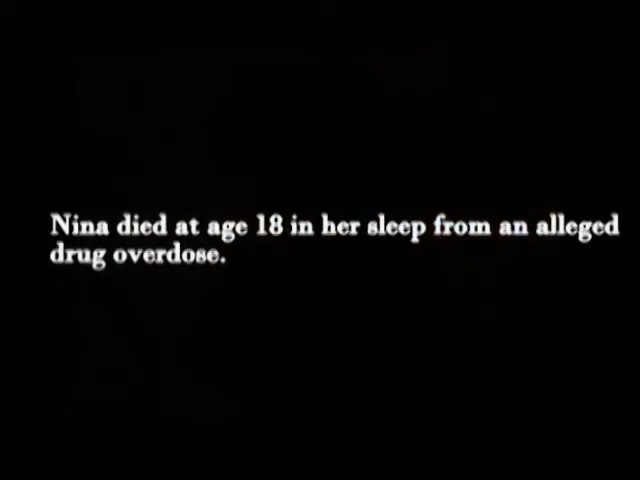 Nina died at age 18 in her sleep from an alleged
drug overdose.